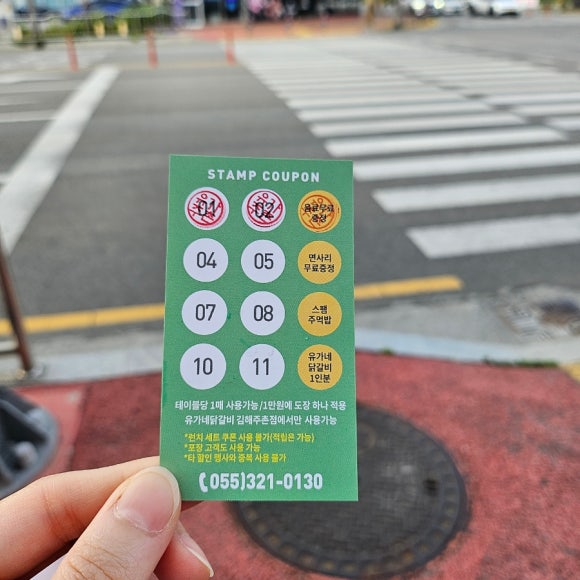 STAMP COUPON
01 02 음료무료
증정
04 05 면사리
무료증정
07 08 스팸
주먹밥
10 11 유가네
닭갈비
1인분
테이블당 1매 사용가능/1만원에 도장 하나 적용
유가네닭갈비 김해주촌점에서만 사용가능
*런치 세트 쿠폰 사용 불가(적립은 가능)
*포장 고객도 사용 가능
*타 할인 행사와 중복 사용 불가
055)321-0130